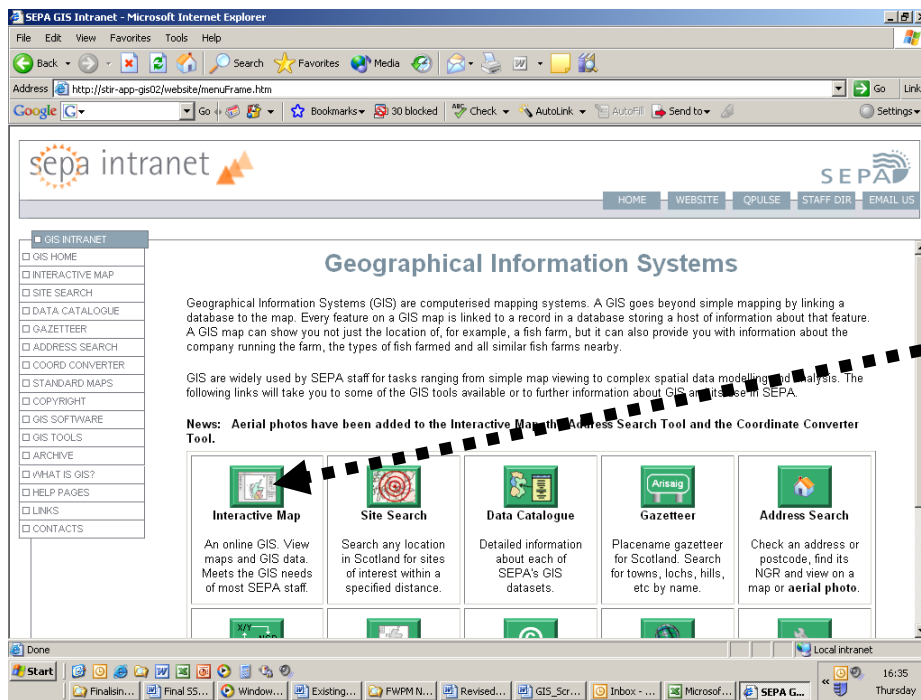 SEPA GIS Intranet - Microsoft Internet Explorer
File Edit View Favorites Tools Help
Back Search Favorites Media
Address http://stir-app-gis02/website/menuFrame.htm Go Link
Google G Go Bookmarks 30 blocked ABC Check AutoLink AutoFill Send to Settings
sepa intranet
SEPA
HOME WEBSITE QPULSE STAFF DIR EMAIL US
GIS INTRANET
GIS HOME
INTERACTIVE MAP
SITE SEARCH
DATA CATALOGUE
GAZETTEER
ADDRESS SEARCH
COORD CONVERTER
STANDARD MAPS
COPYRIGHT
GIS SOFTWARE
GIS TOOLS
ARCHIVE
WHAT IS GIS?
HELP PAGES
LINKS
CONTACTS
Geographical Information Systems
Geographical Information Systems (GIS) are computerised mapping systems. A GIS goes beyond simple mapping by linking a
database to the map. Every feature on a GIS map is linked to a record in a database storing a host of information about that feature.
A GIS map can show you not just the location of, for example, a fish farm, but it can also provide you with information about the
company running the farm, the types of fish farmed and all similar fish farms nearby.
GIS are widely used by SEPA staff for tasks ranging from simple map viewing to complex spatial data modelling and analysis. The
following links will take you to some of the GIS tools available or to further information about GIS and its use in SEPA.
News: Aerial photos have been added to the Interactive Map, the Address Search Tool and the Coordinate Converter
Tool.
Interactive Map
An online GIS. View
maps and GIS data.
Meets the GIS needs
of most SEPA staff.
Site Search
Search any location
in Scotland for sites
of interest within a
specified distance.
Data Catalogue
Detailed information
about each of
SEPA's GIS
datasets.
Arisaig
Gazetteer
Placename gazetteer
for Scotland. Search
for towns, lochs, hills,
etc by name.
Address Search
Check an address or
postcode, find its
NGR and view on a
map or aerial photo.
X/Y
Done Local intranet
Start 16:35
Finalisin... Final SS... Window... Existing... FWPM N... Revised... GIS_Scr... Inbox - ... Microsof... SEPA G... Thursday